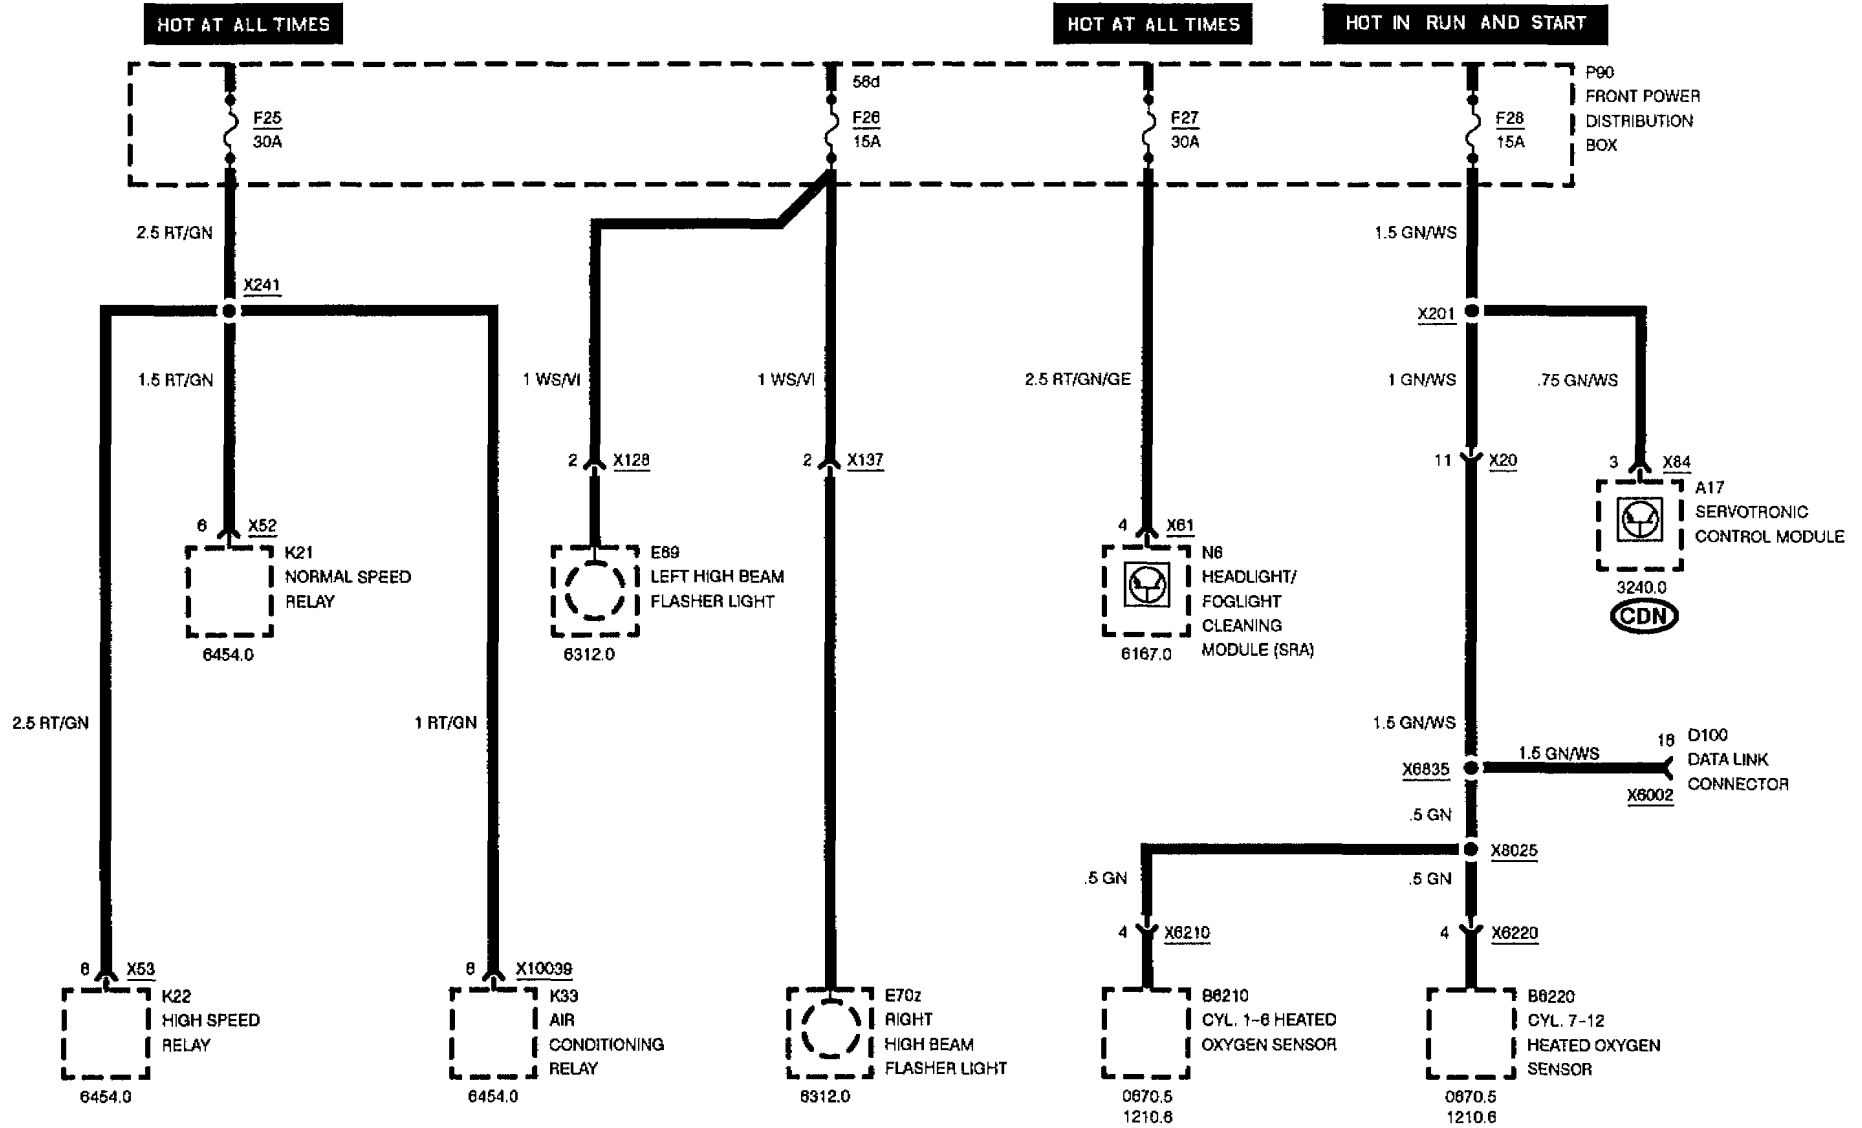 HOT AT ALL TIMES
HOT AT ALL TIMES
HOT IN RUN AND START
P90
FRONT POWER
DISTRIBUTION
BOX
F25
30A
56d
F26
15A
F27
30A
F28
15A
2.5 RT/GN
1.5 GN/WS
X241
X201
1.5 RT/GN
1 WS/VI
1 WS/VI
2.5 RT/GN/GE
1 GN/WS
.75 GN/WS
2
X128
2
X137
11
X20
3
X84
A17
SERVOTRONIC
CONTROL MODULE
3240.0
CDN
6
X52
K21
NORMAL SPEED
RELAY
6454.0
E69
LEFT HIGH BEAM
FLASHER LIGHT
6312.0
4
X61
N6
HEADLIGHT/
FOGLIGHT
CLEANING
MODULE (SRA)
6167.0
2.5 RT/GN
1 RT/GN
1.5 GN/WS
1.5 GN/WS
16
D100
DATA LINK
CONNECTOR
X6002
X6835
.5 GN
X8025
.5 GN
.5 GN
4
X6210
4
X6220
8
X53
K22
HIGH SPEED
RELAY
6454.0
8
X10039
K33
AIR
CONDITIONING
RELAY
6454.0
E70z
RIGHT
HIGH BEAM
FLASHER LIGHT
6312.0
B6210
CYL. 1-6 HEATED
OXYGEN SENSOR
0670.5
1210.6
B6220
CYL. 7-12
HEATED OXYGEN
SENSOR
0670.5
1210.6